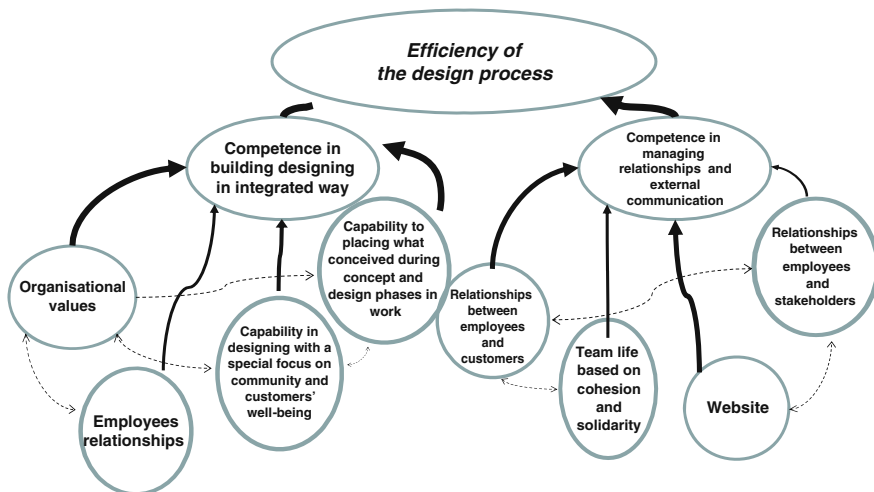 Efficiency of
the design process
Competence in
building designing
in integrated way
Competence in
managing
relationships and
external
communication
Organisational
values
Employees
relationships
Capability in
designing with a
special focus on
community and
customers'
well-being
Capability to
placing what
conceived during
concept and
design phases in
work
Relationships
between
employees
and
customers
Team life
based on
cohesion
and
solidarity
Website
Relationships
between
employees
and
stakeholders